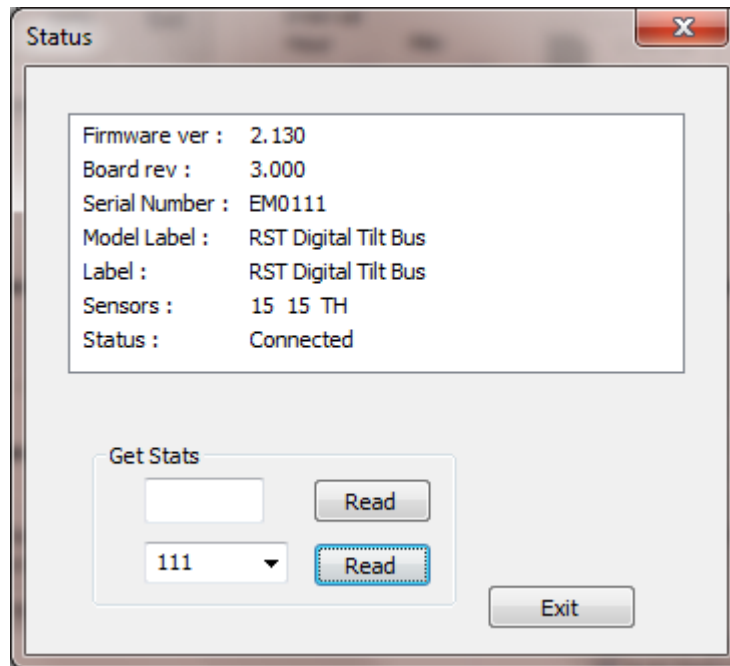 Status
Firmware ver : 2.130
Board rev : 3.000
Serial Number : EM0111
Model Label : RST Digital Tilt Bus
Label : RST Digital Tilt Bus
Sensors : 15 15 TH
Status : Connected
Get Stats
Read
111 Read
Exit